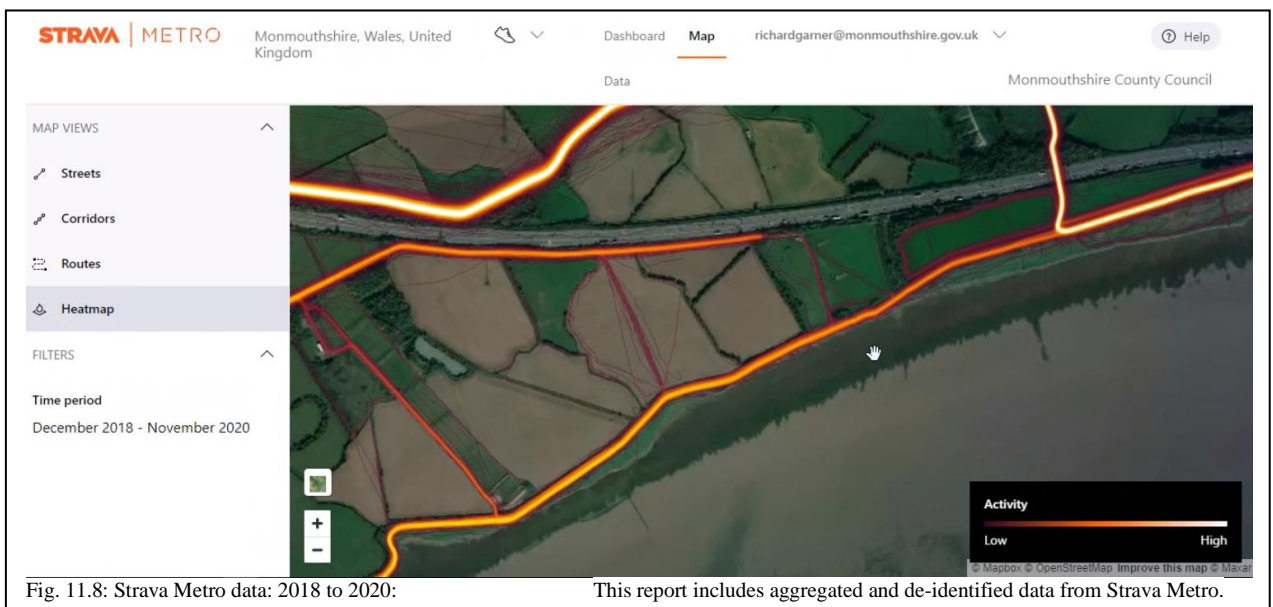 STRAVA | METRO
Monmouthshire, Wales, United Kingdom
Dashboard Map richardgarner@monmouthshire.gov.uk Help
Data Monmouthshire County Council
MAP VIEWS
Streets
Corridors
Routes
Heatmap
FILTERS
Time period
December 2018 - November 2020
+
−
Activity
Low High
© Mapbox © OpenStreetMap Improve this map © Maxar
Fig. 11.8: Strava Metro data: 2018 to 2020: This report includes aggregated and de-identified data from Strava Metro.